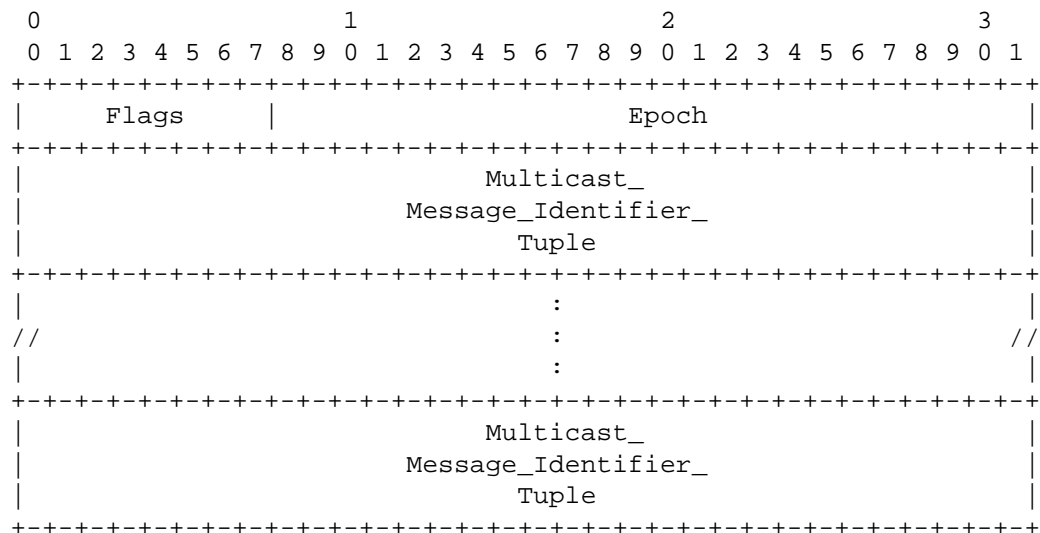 0                   1                   2                   3
 0 1 2 3 4 5 6 7 8 9 0 1 2 3 4 5 6 7 8 9 0 1 2 3 4 5 6 7 8 9 0 1
+-+-+-+-+-+-+-+-+-+-+-+-+-+-+-+-+-+-+-+-+-+-+-+-+-+-+-+-+-+-+-+-+
|     Flags     |                      Epoch                    |
+-+-+-+-+-+-+-+-+-+-+-+-+-+-+-+-+-+-+-+-+-+-+-+-+-+-+-+-+-+-+-+-+
|                             Multicast_                        |
|                        Message_Identifier_                    |
|                               Tuple                           |
+-+-+-+-+-+-+-+-+-+-+-+-+-+-+-+-+-+-+-+-+-+-+-+-+-+-+-+-+-+-+-+-+
|                                 :                             |
//                                :                            //
|                                 :                             |
+-+-+-+-+-+-+-+-+-+-+-+-+-+-+-+-+-+-+-+-+-+-+-+-+-+-+-+-+-+-+-+-+
|                             Multicast_                        |
|                        Message_Identifier_                    |
|                               Tuple                           |
+-+-+-+-+-+-+-+-+-+-+-+-+-+-+-+-+-+-+-+-+-+-+-+-+-+-+-+-+-+-+-+-+